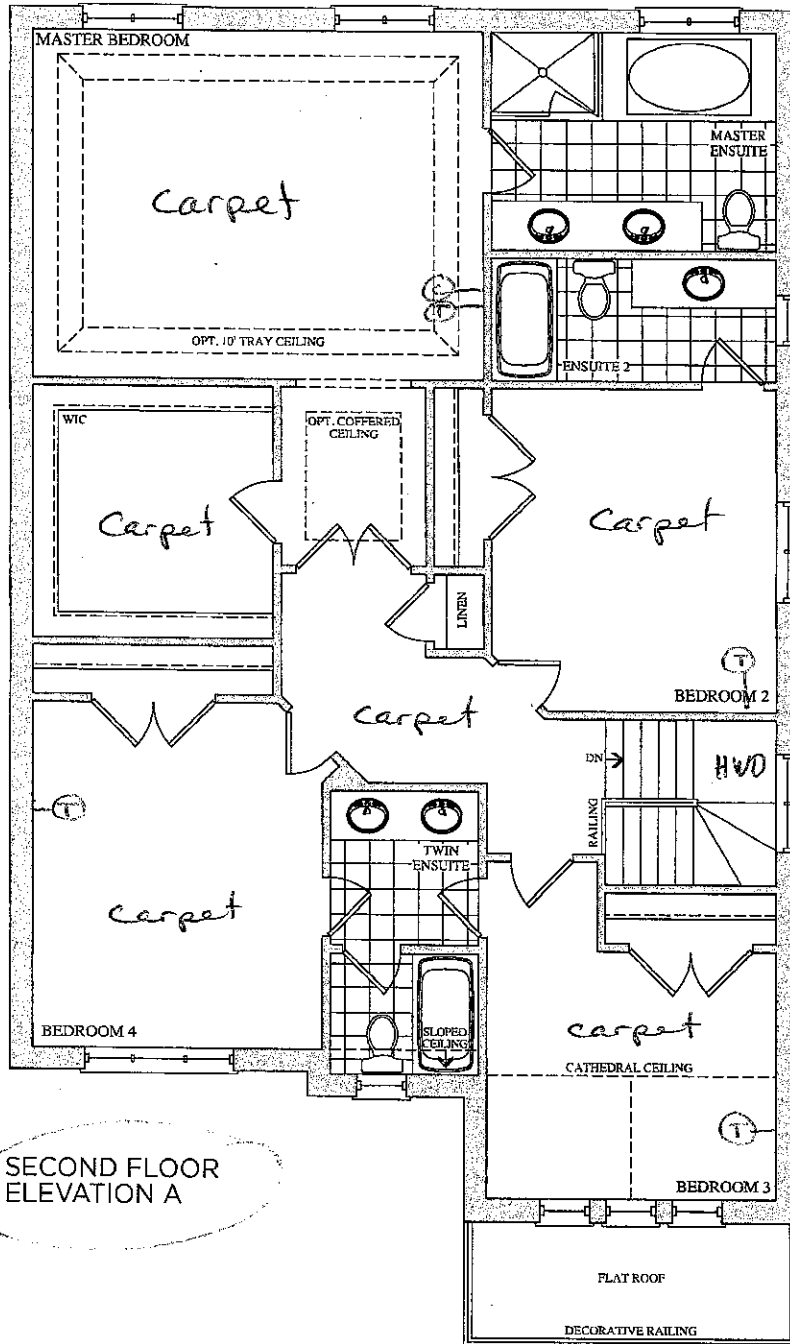 MASTER BEDROOM
carpet
OPT. 10' TRAY CEILING
C
T
MASTER
ENSUITE
ENSUITE 2
WIC
Carpet
OPT. COFFERED
CEILING
LINEN
Carpet
T
BEDROOM 2
carpet
DN
RAILING
HWD
T
carpet
BEDROOM 4
TWIN
ENSUITE
SLOPED
CEILING
carpet
CATHEDRAL CEILING
T
BEDROOM 3
SECOND FLOOR
ELEVATION A
FLAT ROOF
DECORATIVE RAILING